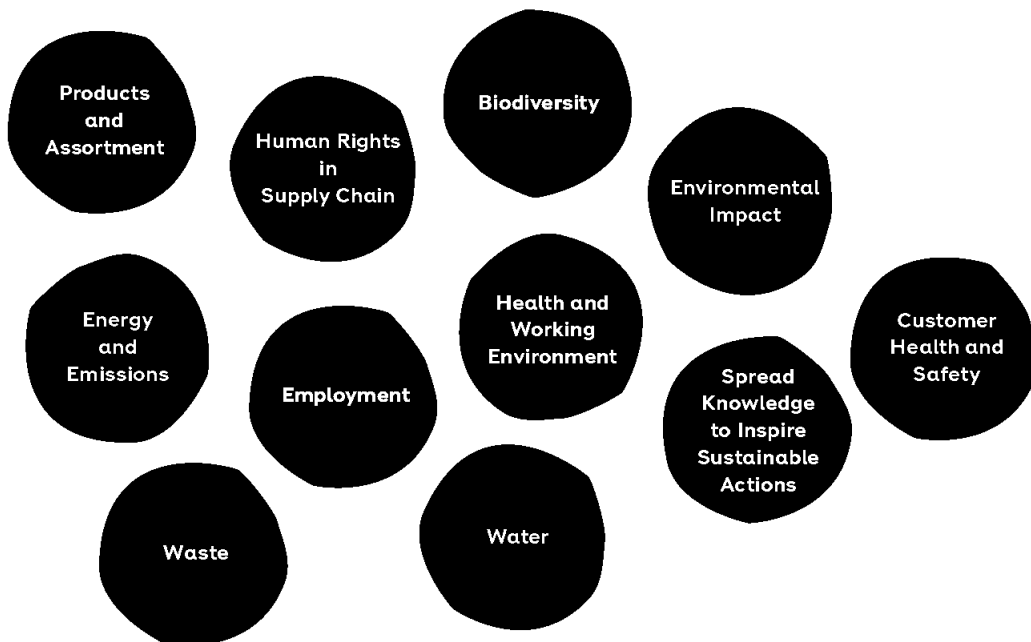 Products
and
Assortment
Human Rights
in
Supply Chain
Biodiversity
Environmental
Impact
Energy
and
Emissions
Employment
Health and
Working
Environment
Spread
Knowledge
to Inspire
Sustainable
Actions
Customer
Health and
Safety
Waste
Water